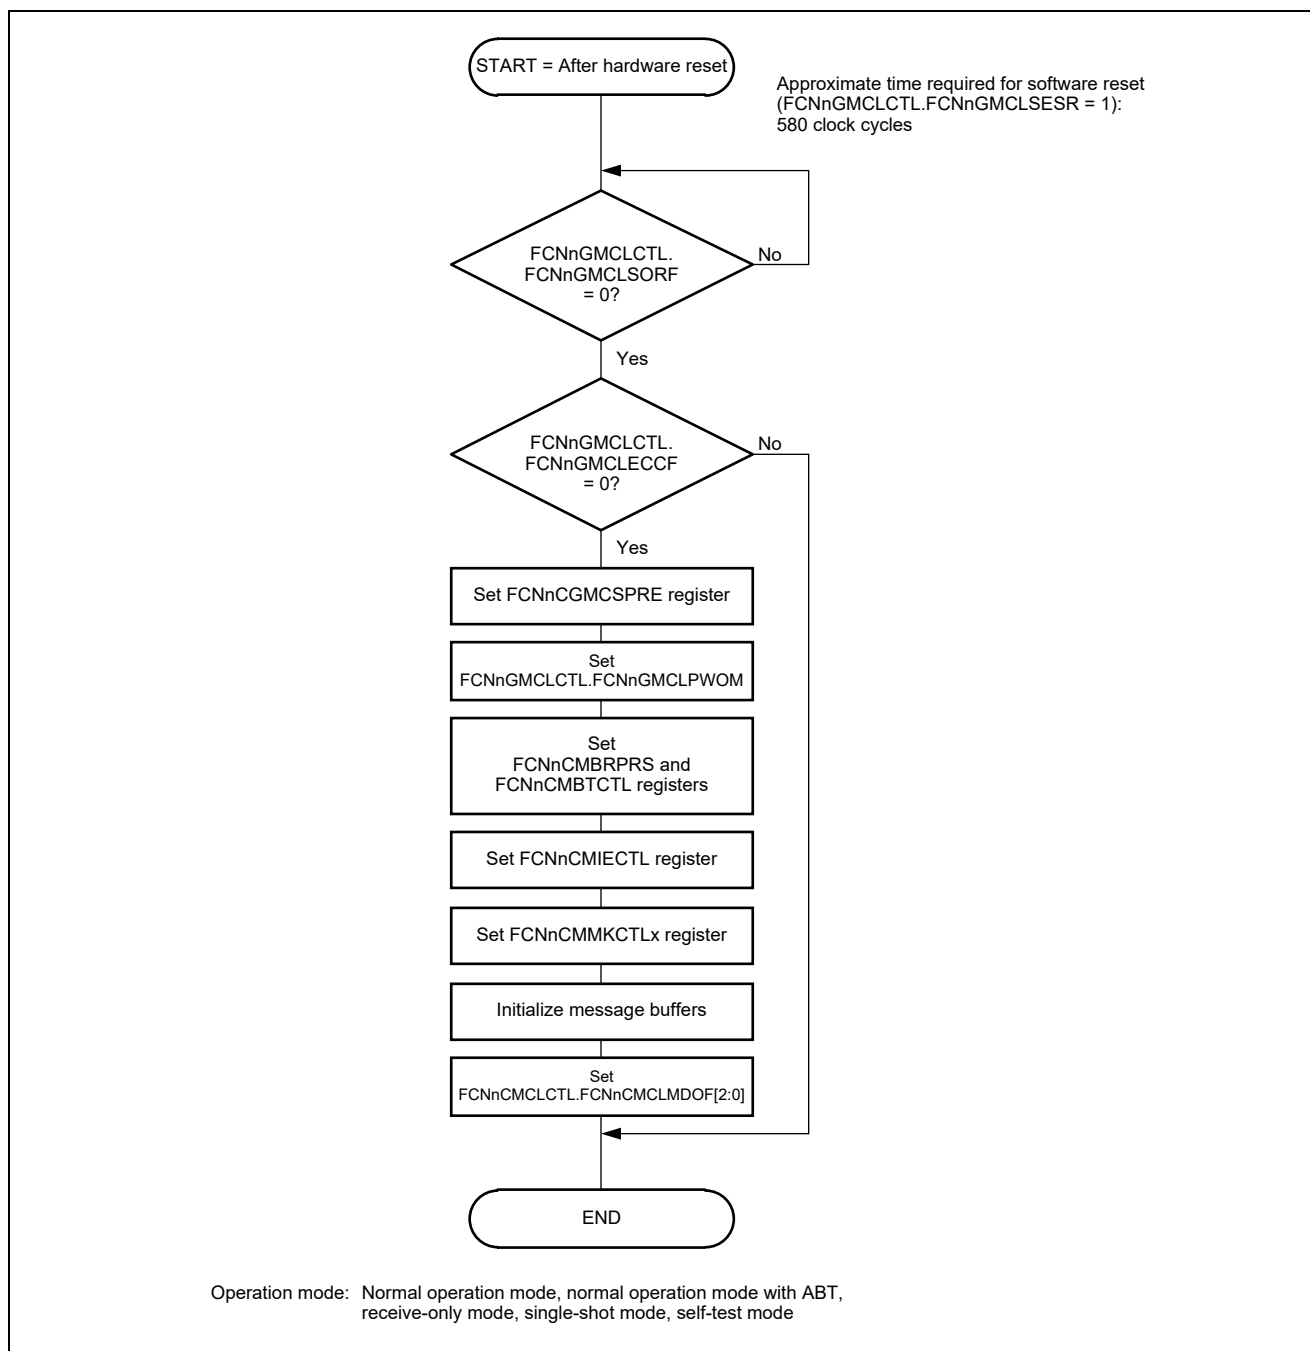 START = After hardware reset
Approximate time required for software reset
(FCNnGMCLCTL.FCNnGMCLSESR = 1):
580 clock cycles
FCNnGMCLCTL.
FCNnGMCLSORF
= 0?
No
Yes
FCNnGMCLCTL.
FCNnGMCLECCF
= 0?
No
Yes
Set FCNnCGMCSPRE register
Set
FCNnGMCLCTL.FCNnGMCLPWOM
Set
FCNnCMBRPRS and
FCNnCMBTCTL registers
Set FCNnCMIECTL register
Set FCNnCMMKCTLx register
Initialize message buffers
Set
FCNnCMCLCTL.FCNnCMCLMDOF[2:0]
END
Operation mode: Normal operation mode, normal operation mode with ABT,
receive-only mode, single-shot mode, self-test mode